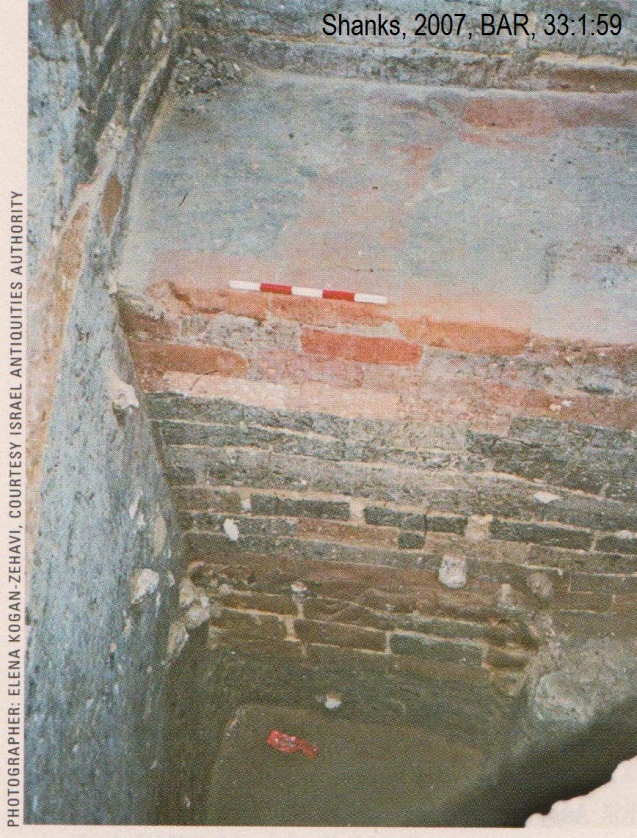 Shanks, 2007, BAR, 33:1:59
PHOTOGRAPHER: ELENA KOGAN-ZEHAVI, COURTESY ISRAEL ANTIQUITIES AUTHORITY